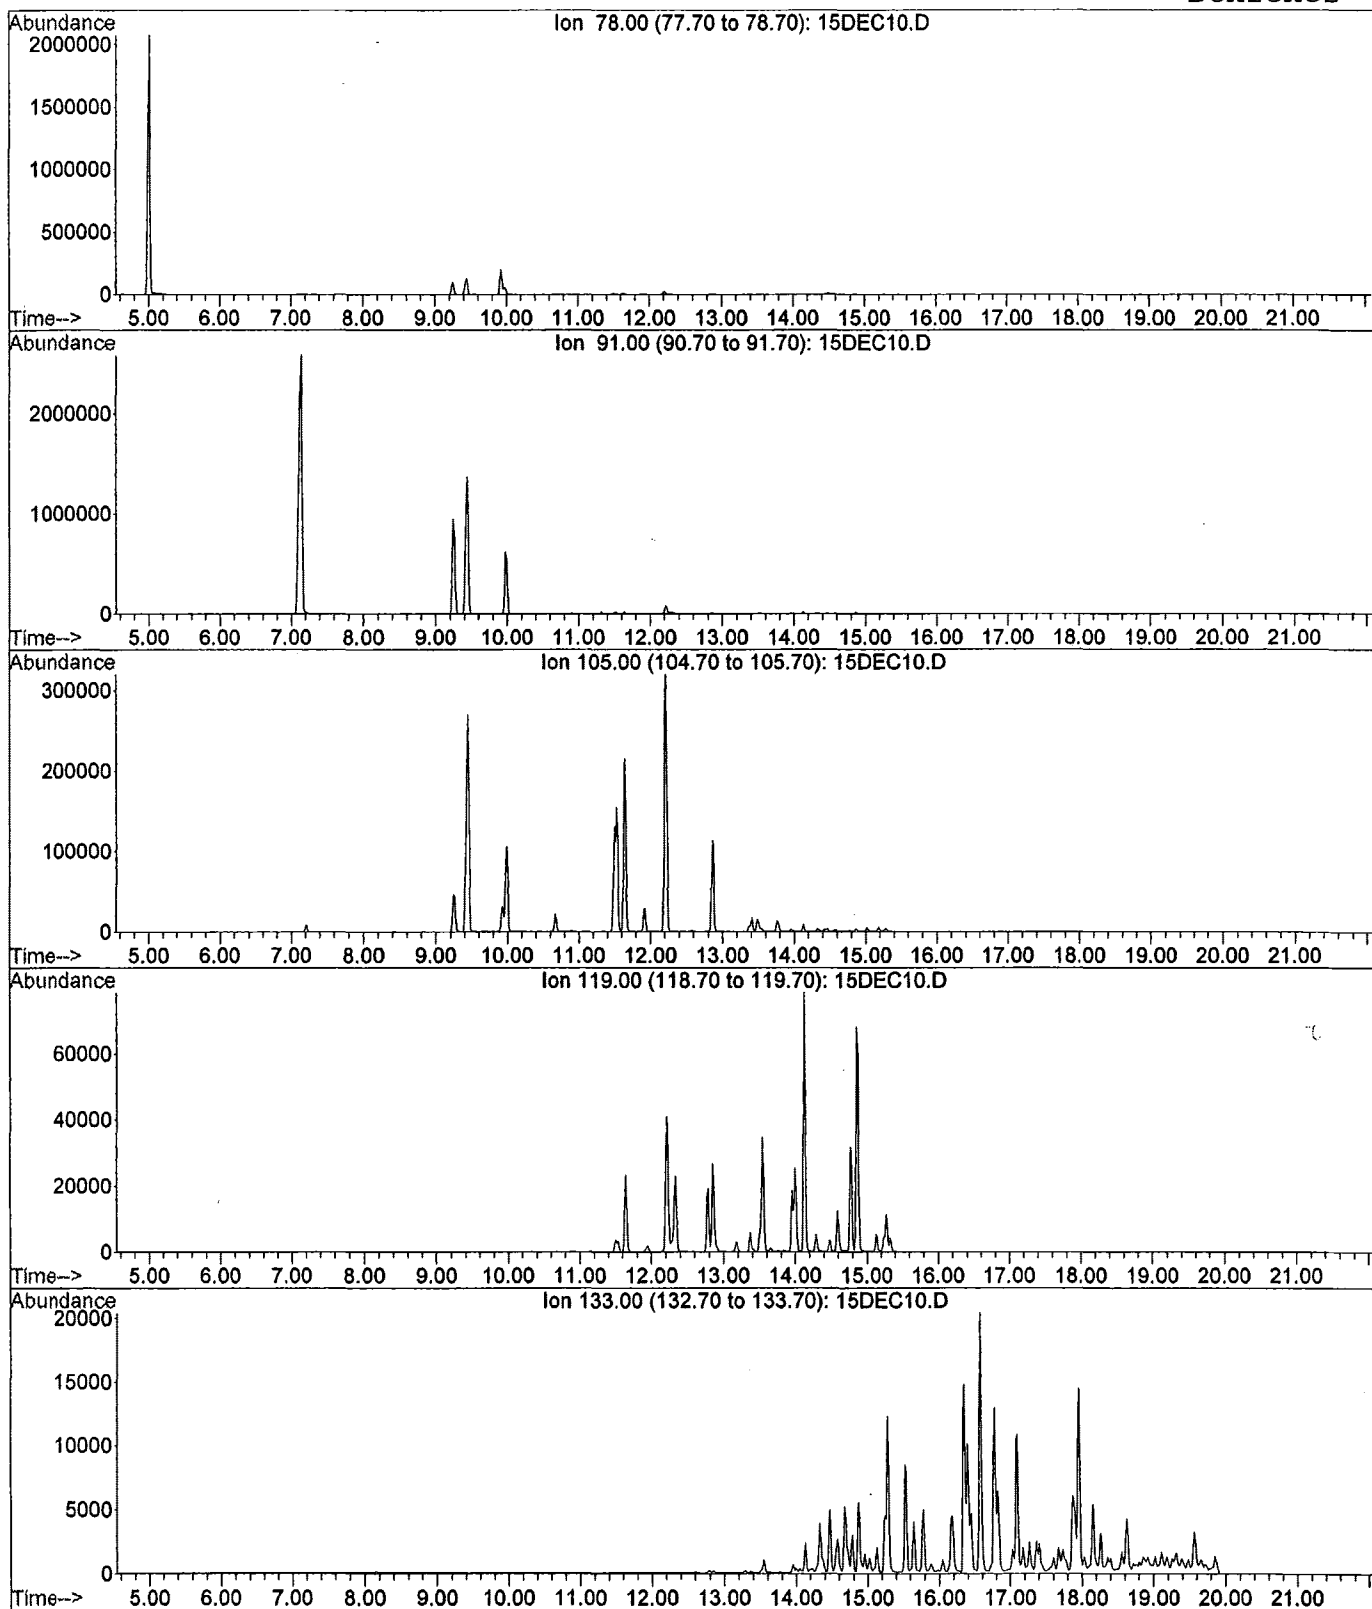 Abundance
Ion 78.00 (77.70 to 78.70): 15DEC10.D
2000000
1500000
1000000
500000
0
Time--> 5.00 6.00 7.00 8.00 9.00 10.00 11.00 12.00 13.00 14.00 15.00 16.00 17.00 18.00 19.00 20.00 21.00
Abundance
Ion 91.00 (90.70 to 91.70): 15DEC10.D
2000000
1000000
0
Time--> 5.00 6.00 7.00 8.00 9.00 10.00 11.00 12.00 13.00 14.00 15.00 16.00 17.00 18.00 19.00 20.00 21.00
Abundance
Ion 105.00 (104.70 to 105.70): 15DEC10.D
300000
200000
100000
0
Time--> 5.00 6.00 7.00 8.00 9.00 10.00 11.00 12.00 13.00 14.00 15.00 16.00 17.00 18.00 19.00 20.00 21.00
Abundance
Ion 119.00 (118.70 to 119.70): 15DEC10.D
60000
40000
20000
0
Time--> 5.00 6.00 7.00 8.00 9.00 10.00 11.00 12.00 13.00 14.00 15.00 16.00 17.00 18.00 19.00 20.00 21.00
Abundance
Ion 133.00 (132.70 to 133.70): 15DEC10.D
20000
15000
10000
5000
0
Time--> 5.00 6.00 7.00 8.00 9.00 10.00 11.00 12.00 13.00 14.00 15.00 16.00 17.00 18.00 19.00 20.00 21.00